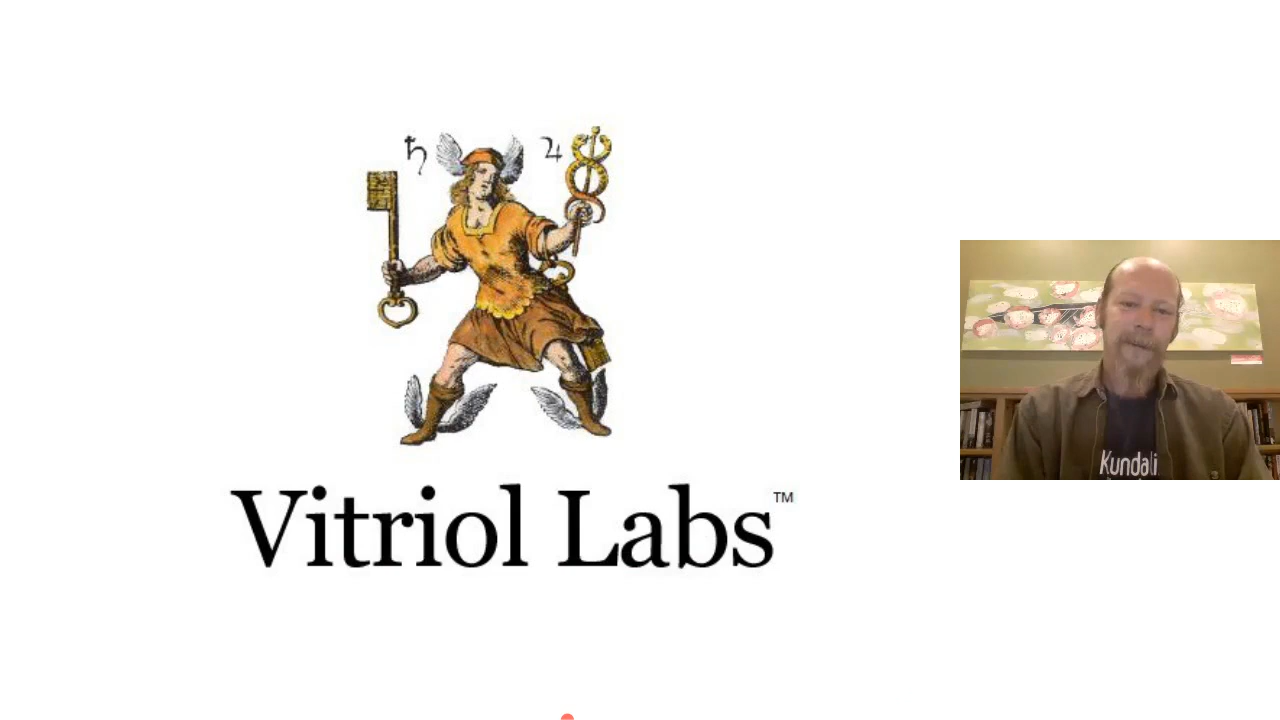 ♄ ♃
Vitriol Labs™
Kundali